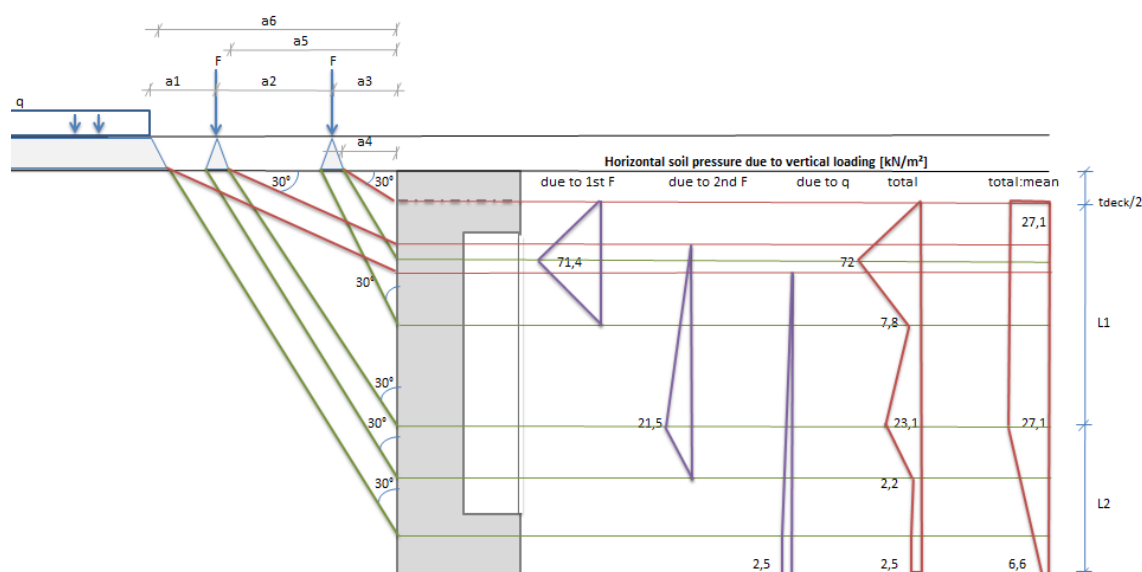 a6
a5
F F
a1 a2 a3
q
a4
Horizontal soil pressure due to vertical loading [kN/m²]
30° 30° due to 1st F due to 2nd F due to q total total:mean
tdeck/2
27,1
71,4 72
30°
7,8 L1
30°
30° 21,5 23,1 27,1
30° 2,2
L2
2,5 2,5 6,6